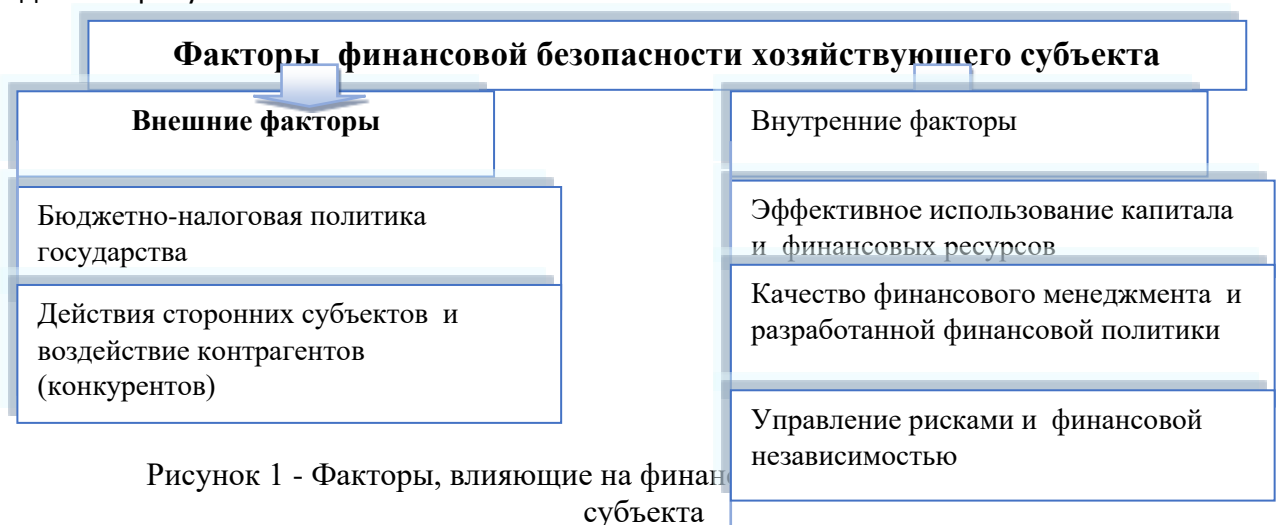 Факторы финансовой безопасности хозяйствующего субъекта
Внешние факторы
Бюджетно-налоговая политика
государства
Действия сторонних субъектов и
воздействие контрагентов
(конкурентов)
Внутренние факторы
Эффективное использование капитала
и финансовых ресурсов
Качество финансового менеджмента и
разработанной финансовой политики
Управление рисками и финансовой
независимостью
Рисунок 1 - Факторы, влияющие на
субъекта